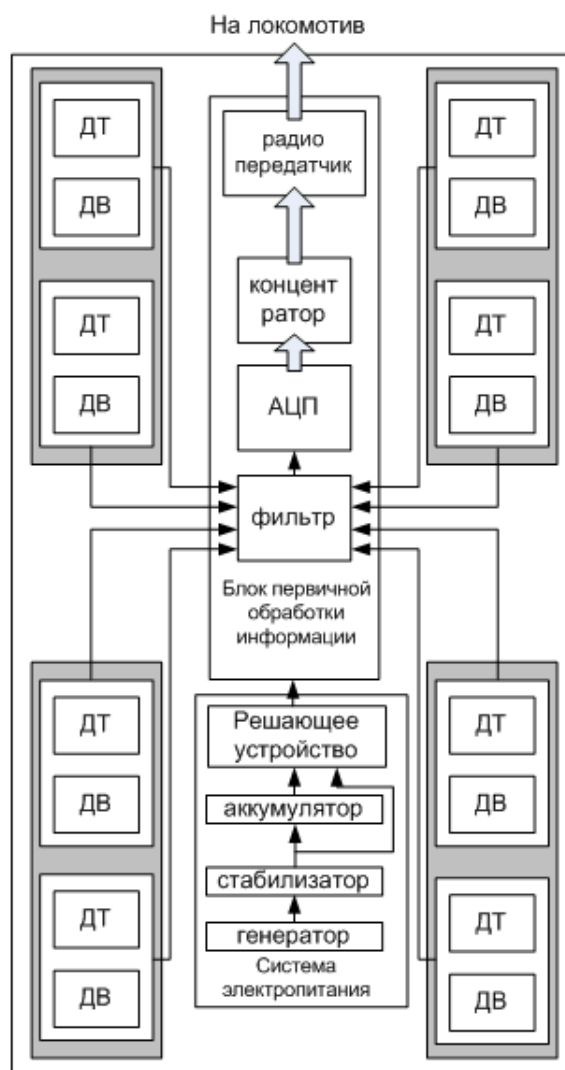 На локомотив
ДТ
ДВ
ДТ
ДВ
радио
передатчик
концент
ратор
АЦП
фильтр
Блок первичной
обработки
информации
ДТ
ДВ
ДТ
ДВ
ДТ
ДВ
ДТ
ДВ
Решающее
устройство
аккумулятор
стабилизатор
генератор
Система
электропитания
ДТ
ДВ
ДТ
ДВ